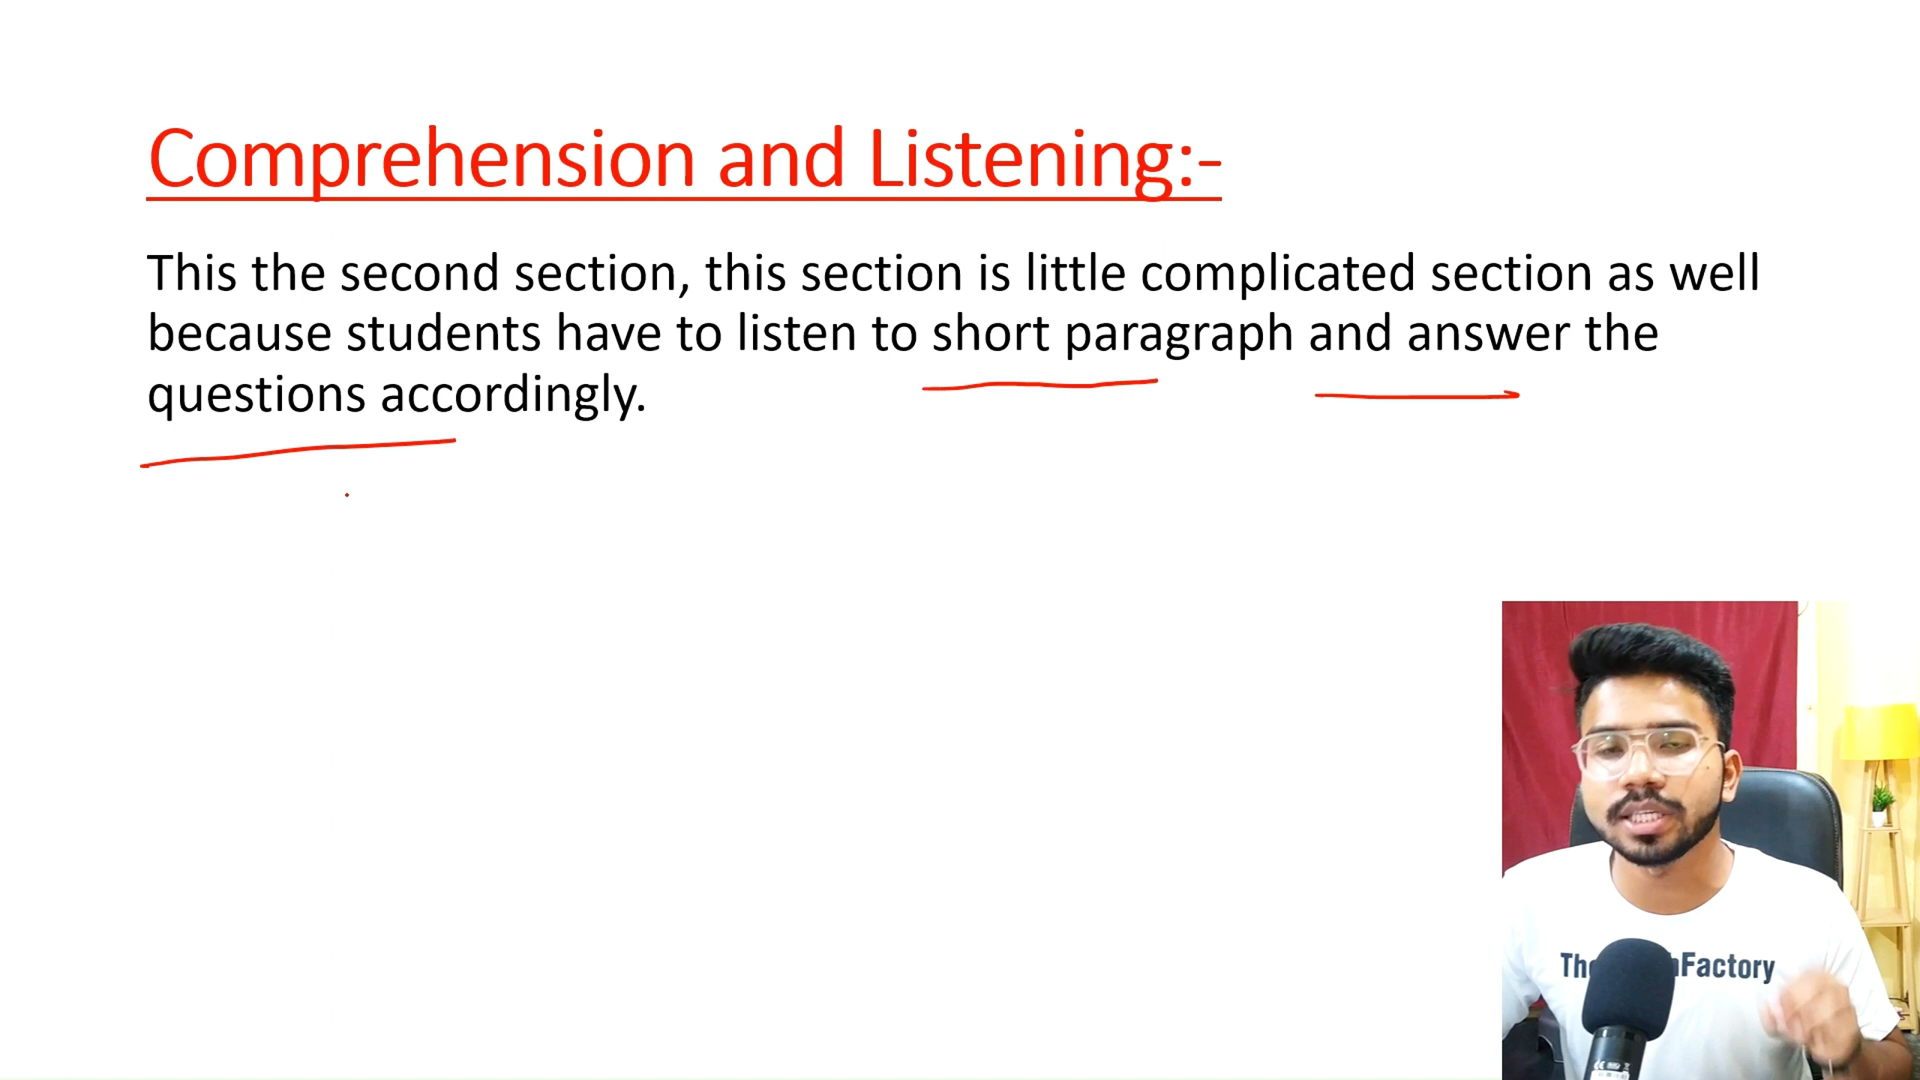 Comprehension and Listening:-
This the second section, this section is little complicated section as well
because students have to listen to short paragraph and answer the
questions accordingly.
Factory